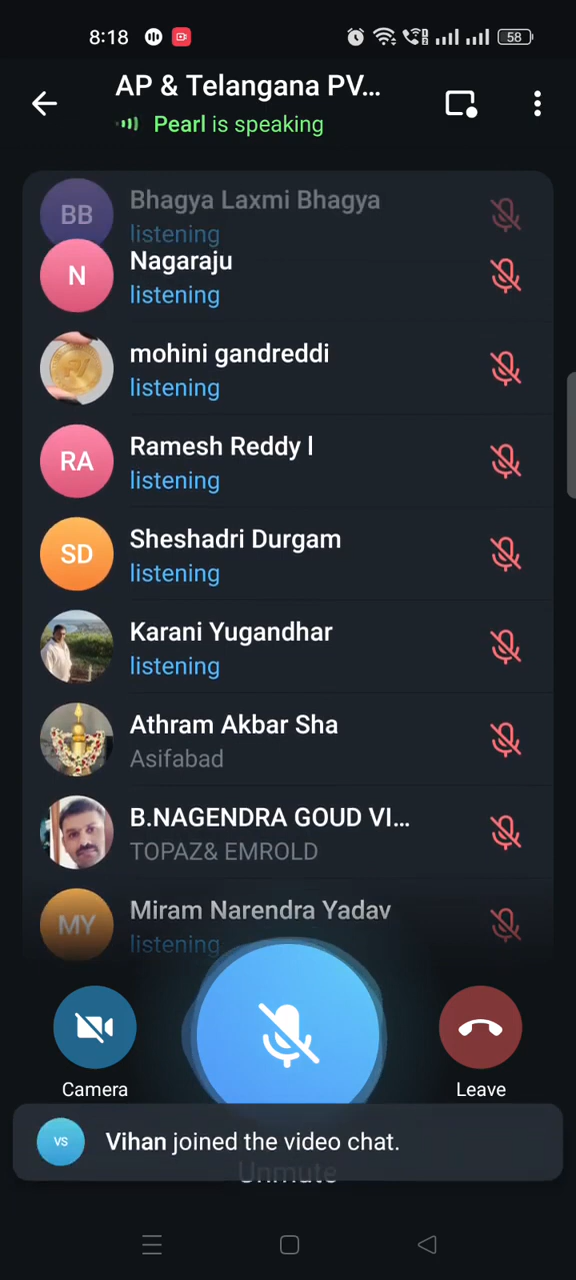 8:18
58
AP & Telangana PV...
Pearl is speaking
BB
Bhagya Laxmi Bhagya
listening
N
Nagaraju
listening
mohini gandreddi
listening
RA
Ramesh Reddy l
listening
SD
Sheshadri Durgam
listening
Karani Yugandhar
listening
Athram Akbar Sha
Asifabad
B.NAGENDRA GOUD VI...
TOPAZ& EMROLD
MY
Miram Narendra Yadav
listening
Camera
Leave
VS
Vihan joined the video chat.
Unmute